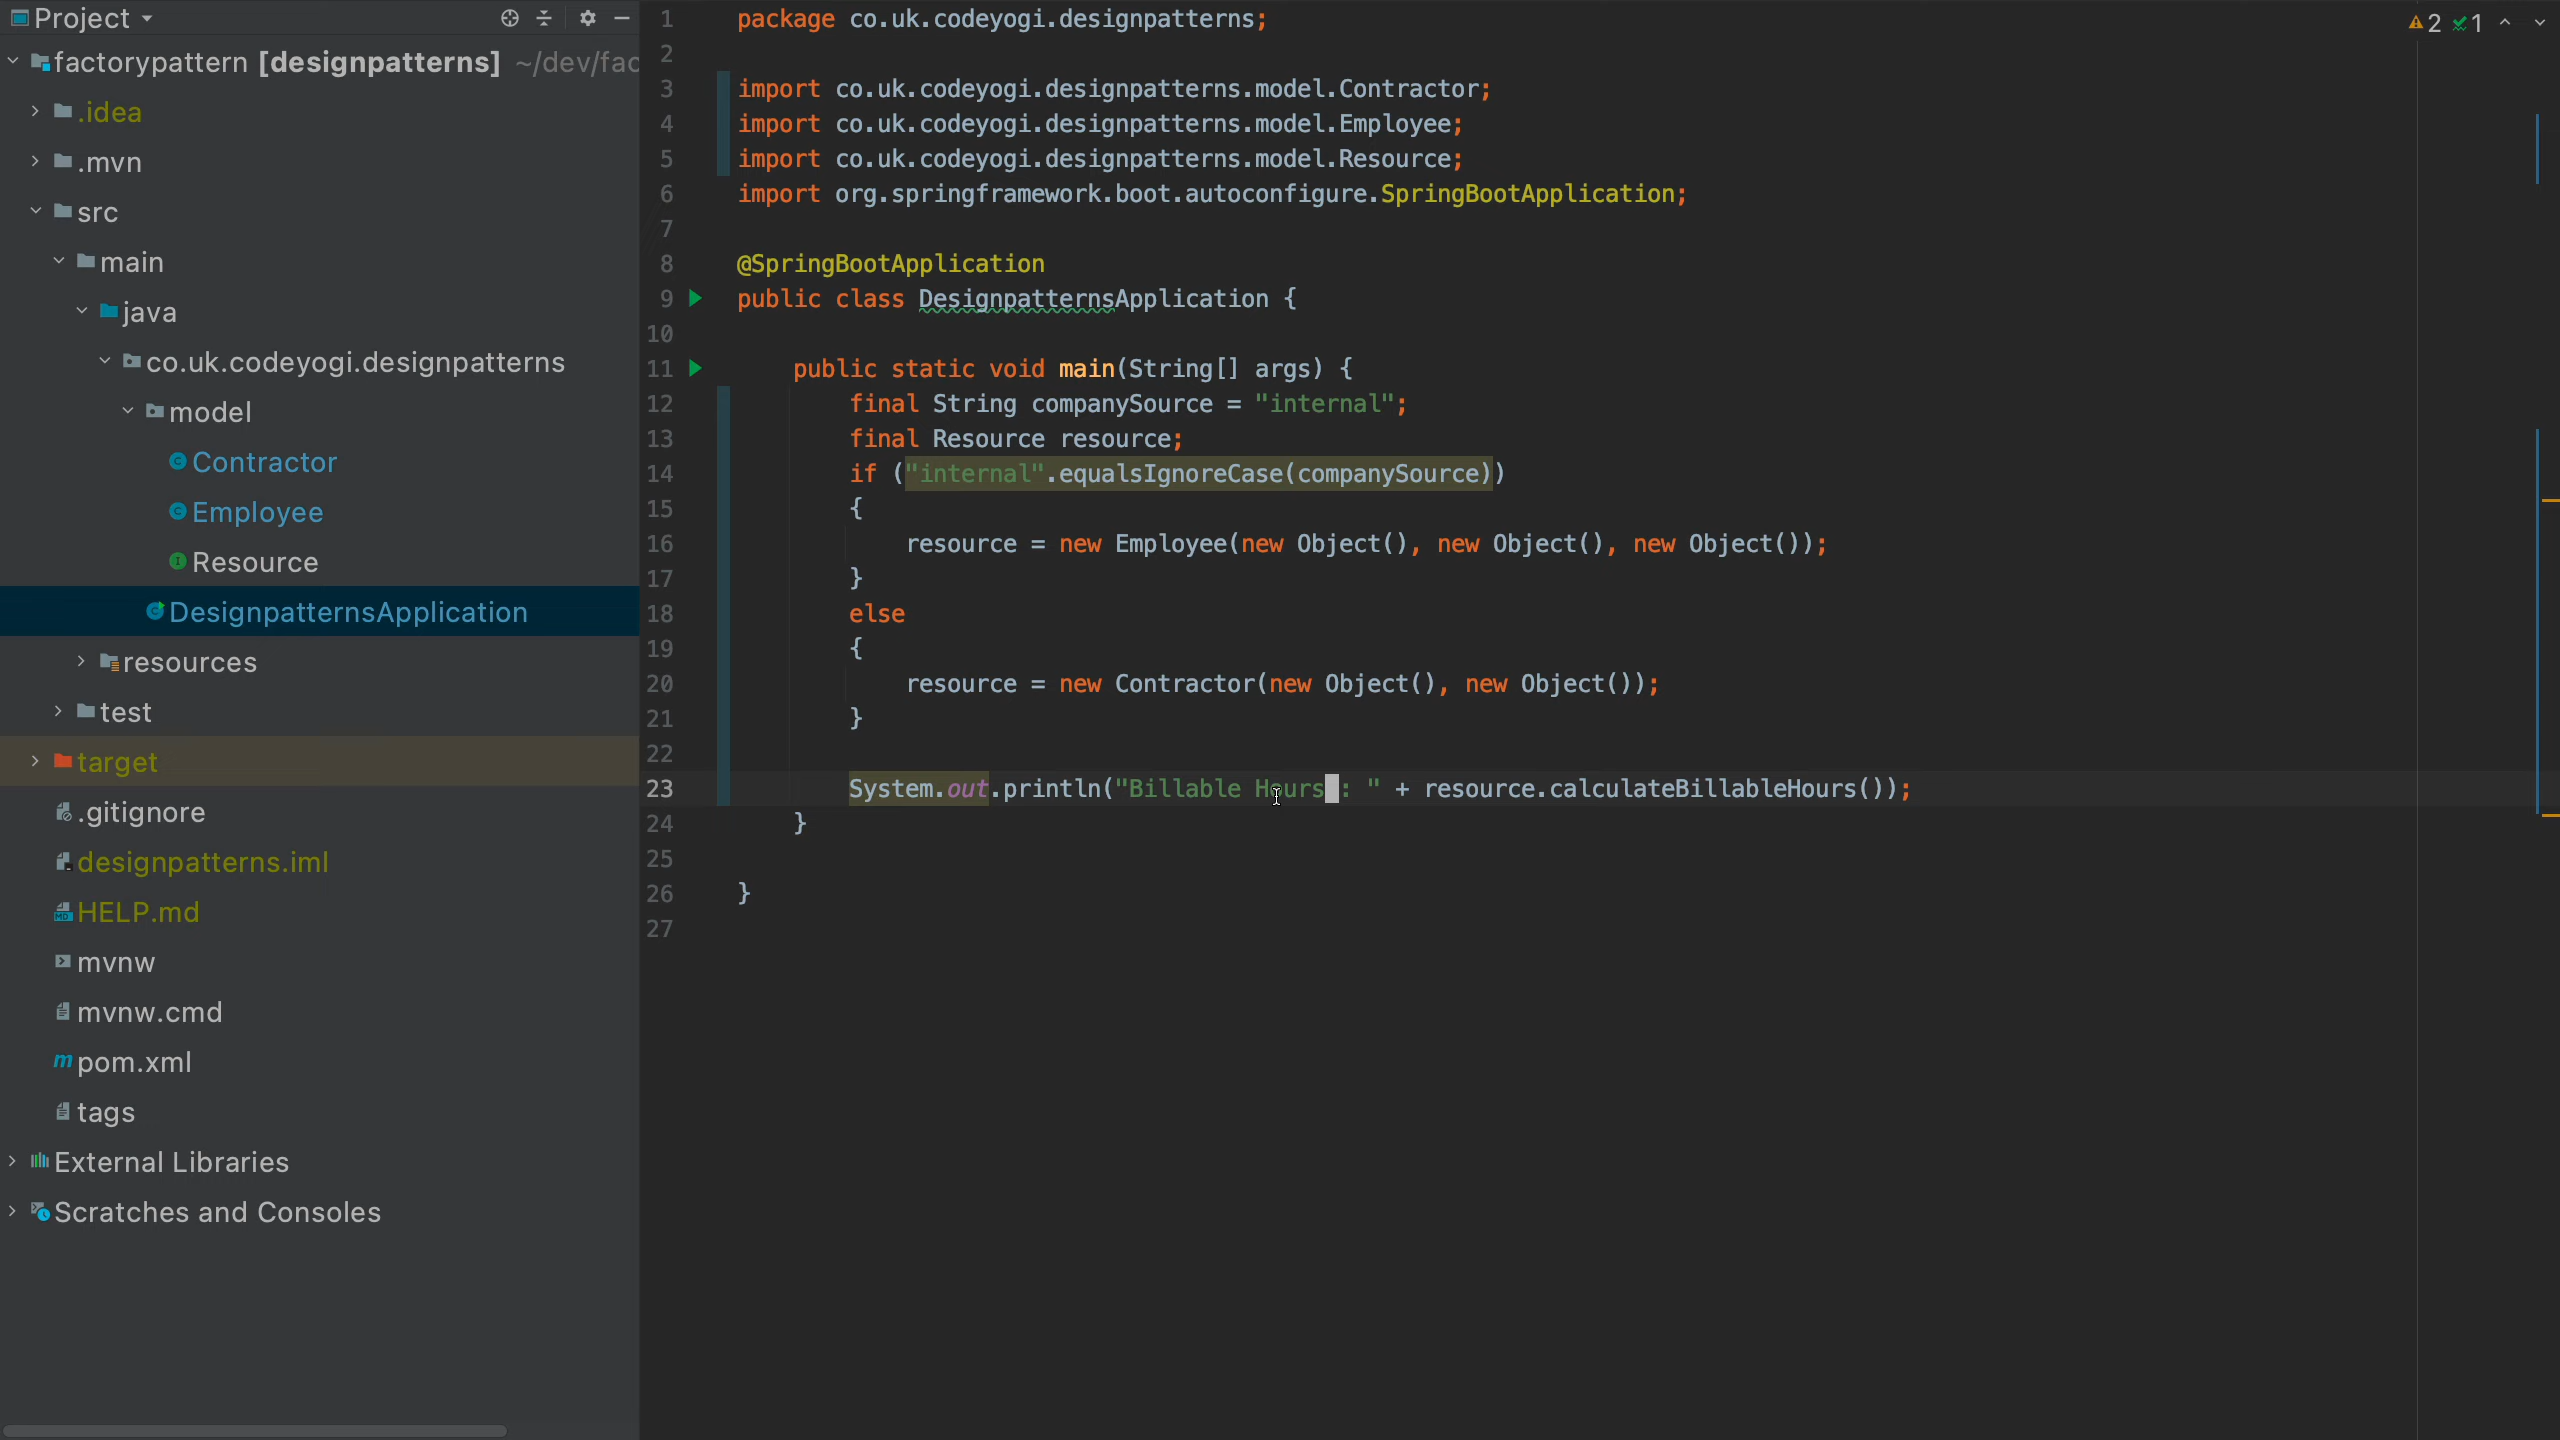 Project
factorypattern [designpatterns] ~/dev/fac
.idea
.mvn
src
main
java
co.uk.codeyogi.designpatterns
model
Contractor
Employee
Resource
DesignpatternsApplication
resources
test
target
.gitignore
designpatterns.iml
HELP.md
mvnw
mvnw.cmd
pom.xml
tags
External Libraries
Scratches and Consoles
1 package co.uk.codeyogi.designpatterns;
2
3 import co.uk.codeyogi.designpatterns.model.Contractor;
4 import co.uk.codeyogi.designpatterns.model.Employee;
5 import co.uk.codeyogi.designpatterns.model.Resource;
6 import org.springframework.boot.autoconfigure.SpringBootApplication;
7
8 @SpringBootApplication
9 public class DesignpatternsApplication {
10
11 public static void main(String[] args) {
12 final String companySource = "internal";
13 final Resource resource;
14 if ("internal".equalsIgnoreCase(companySource))
15 {
16 resource = new Employee(new Object(), new Object(), new Object());
17 }
18 else
19 {
20 resource = new Contractor(new Object(), new Object());
21 }
22
23 System.out.println("Billable Hours : " + resource.calculateBillableHours());
24 }
25
26 }
27
2 1